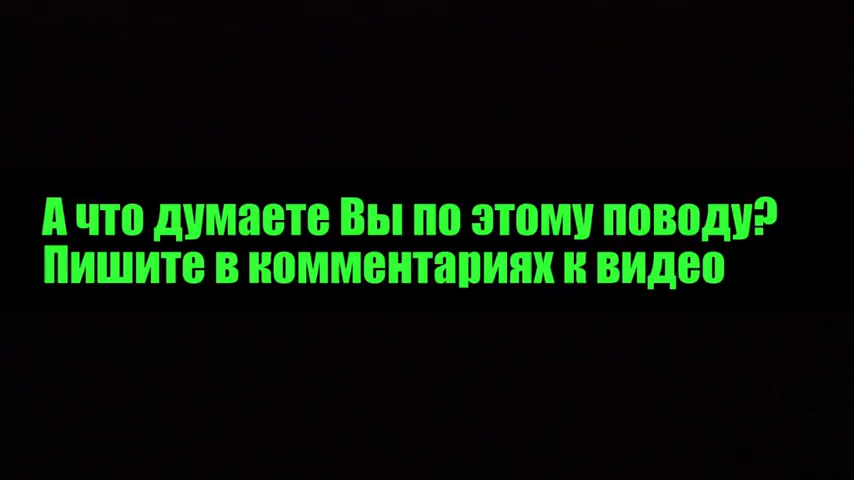 А что думаете Вы по этому поводу?
Пишите в комментариях к видео